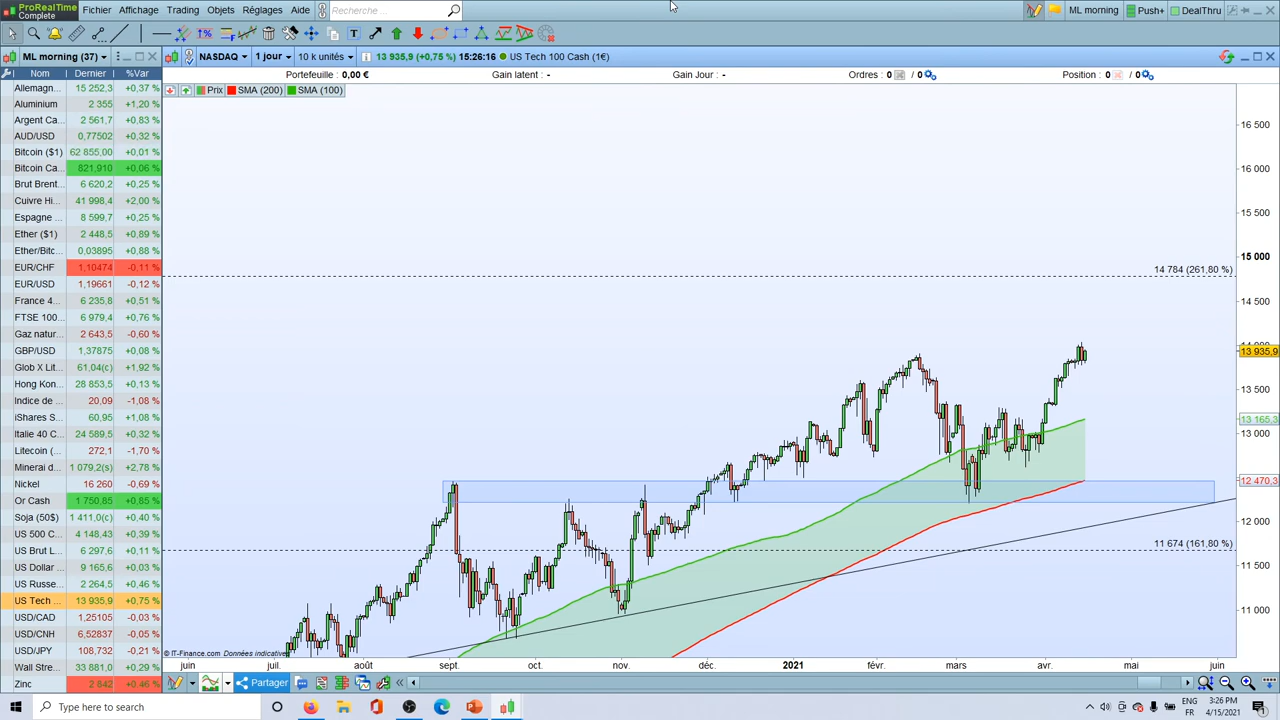 ProRealTime
Complete
Fichier Affichage Trading Objets Réglages Aide Recherche ... ML morning Push+ DealThru
ML morning (37) NASDAQ 1 jour 10 k unités 13 935,9 (+0,75 %) 15:26:16 US Tech 100 Cash (1€)
Nom Dernier %Var
Portefeuille : 0,00 € Gain latent : - Gain Jour : - Ordres : 0 / 0 Position : 0 / 0
Prix SMA (200) SMA (100)
Allemagn... 15 252,3 +0,37 %
Aluminium 2 355 +1,20 %
Argent Ca... 2 561,7 +0,83 %
AUD/USD 0,77502 +0,32 %
Bitcoin ($1) 62 855,00 +0,01 %
Bitcoin Ca... 821,910 +0,06 %
Brut Brent... 6 620,2 +0,25 %
Cuivre Hi... 41 998,4 +2,00 %
Espagne ... 8 599,7 +0,25 %
Ether ($1) 2 448,5 +0,89 %
Ether/Bitc... 0,03895 +0,88 %
EUR/CHF 1,10474 -0,11 %
EUR/USD 1,19661 -0,12 %
France 4... 6 235,8 +0,51 %
FTSE 100... 6 979,4 +0,76 %
Gaz natur... 2 643,5 -0,60 %
GBP/USD 1,37875 +0,08 %
Glob X Lit... 61,04(c) +1,92 %
Hong Kon... 28 853,5 +0,13 %
Indice de ... 20,09 -1,08 %
iShares S... 60,95 +1,08 %
Italie 40 C... 24 589,5 +0,32 %
Litecoin (... 272,1 -1,70 %
Minerai d... 1 079,2(s) +2,78 %
Nickel 16 260 -0,69 %
Or Cash 1 750,85 +0,85 %
Soja (50$) 1 411,0(c) +0,40 %
US 500 C... 4 148,43 +0,39 %
US Brut L... 6 297,6 +0,11 %
US Dollar ... 9 165,6 +0,03 %
US Russe... 2 264,5 +0,46 %
US Tech ... 13 935,9 +0,75 %
USD/CAD 1,25105 -0,03 %
USD/CNH 6,52837 -0,05 %
USD/JPY 108,732 -0,21 %
Wall Stre... 33 881,0 +0,29 %
Zinc 2 842 +0,46 %
16 500
16 000
15 500
15 000
14 784 (261,80 %)
14 500
13 935,9
13 500
13 165,3
13 000
12 470,3
12 000
11 674 (161,80 %)
11 500
11 000
© IT-Finance.com Données indicatives
juin juil. août sept. oct. nov. déc. 2021 févr. mars avr. mai juin
Partager
Type here to search
ENG 3:26 PM
FR 4/15/2021